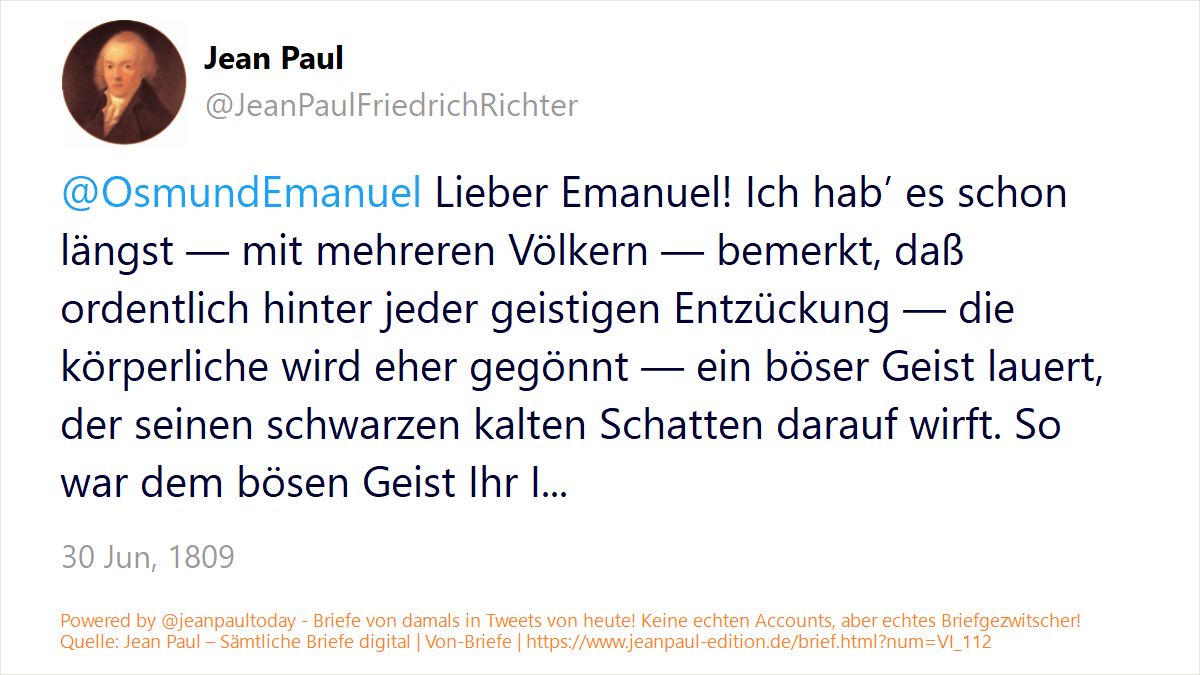 Jean Paul
@JeanPaulFriedrichRichter
@OsmundEmanuel Lieber Emanuel! Ich hab’ es schon
längst — mit mehreren Völkern — bemerkt, daß
ordentlich hinter jeder geistigen Entzückung — die
körperliche wird eher gegönnt — ein böser Geist lauert,
der seinen schwarzen kalten Schatten darauf wirft. So
war dem bösen Geist Ihr I...
30 Jun, 1809
Powered by @jeanpaultoday - Briefe von damals in Tweets von heute! Keine echten Accounts, aber echtes Briefgezwitscher!
Quelle: Jean Paul – Sämtliche Briefe digital | Von-Briefe | https://www.jeanpaul-edition.de/brief.html?num=VI_112